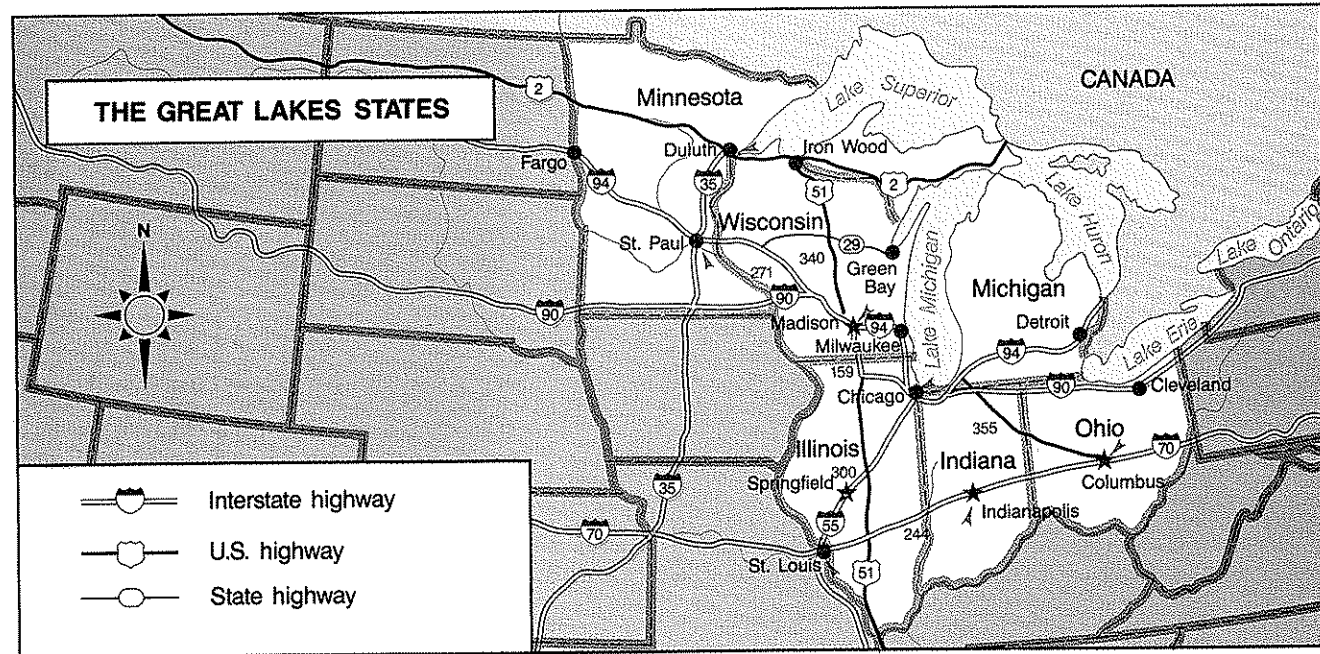 THE GREAT LAKES STATES
CANADA
2
Minnesota
Lake Superior
Fargo
Duluth
Iron Wood
94
35
51
2
Wisconsin
Lake Huron
Lake Ontario
St. Paul
29
340
Green
Bay
271
Lake Michigan
Michigan
N
90
90
Madison
94
Milwaukee
Detroit
Lake Erie
94
159
Chicago
90
Cleveland
355
Ohio
Illinois
Indiana
70
300
Springfield
Columbus
35
Indianapolis
55
244
70
St. Louis
51
Interstate highway
U.S. highway
State highway